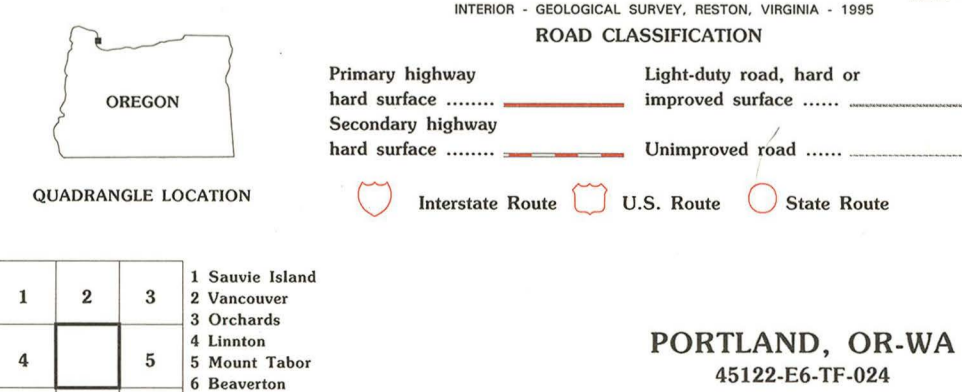 INTERIOR - GEOLOGICAL SURVEY, RESTON, VIRGINIA - 1995
ROAD CLASSIFICATION
Primary highway
hard surface ........
Light-duty road, hard or
improved surface ......
Secondary highway
hard surface ........
Unimproved road ......
Interstate Route
U.S. Route
State Route
OREGON
QUADRANGLE LOCATION
1 2 3
4 5
1 Sauvie Island
2 Vancouver
3 Orchards
4 Linnton
5 Mount Tabor
6 Beaverton
PORTLAND, OR-WA
45122-E6-TF-024